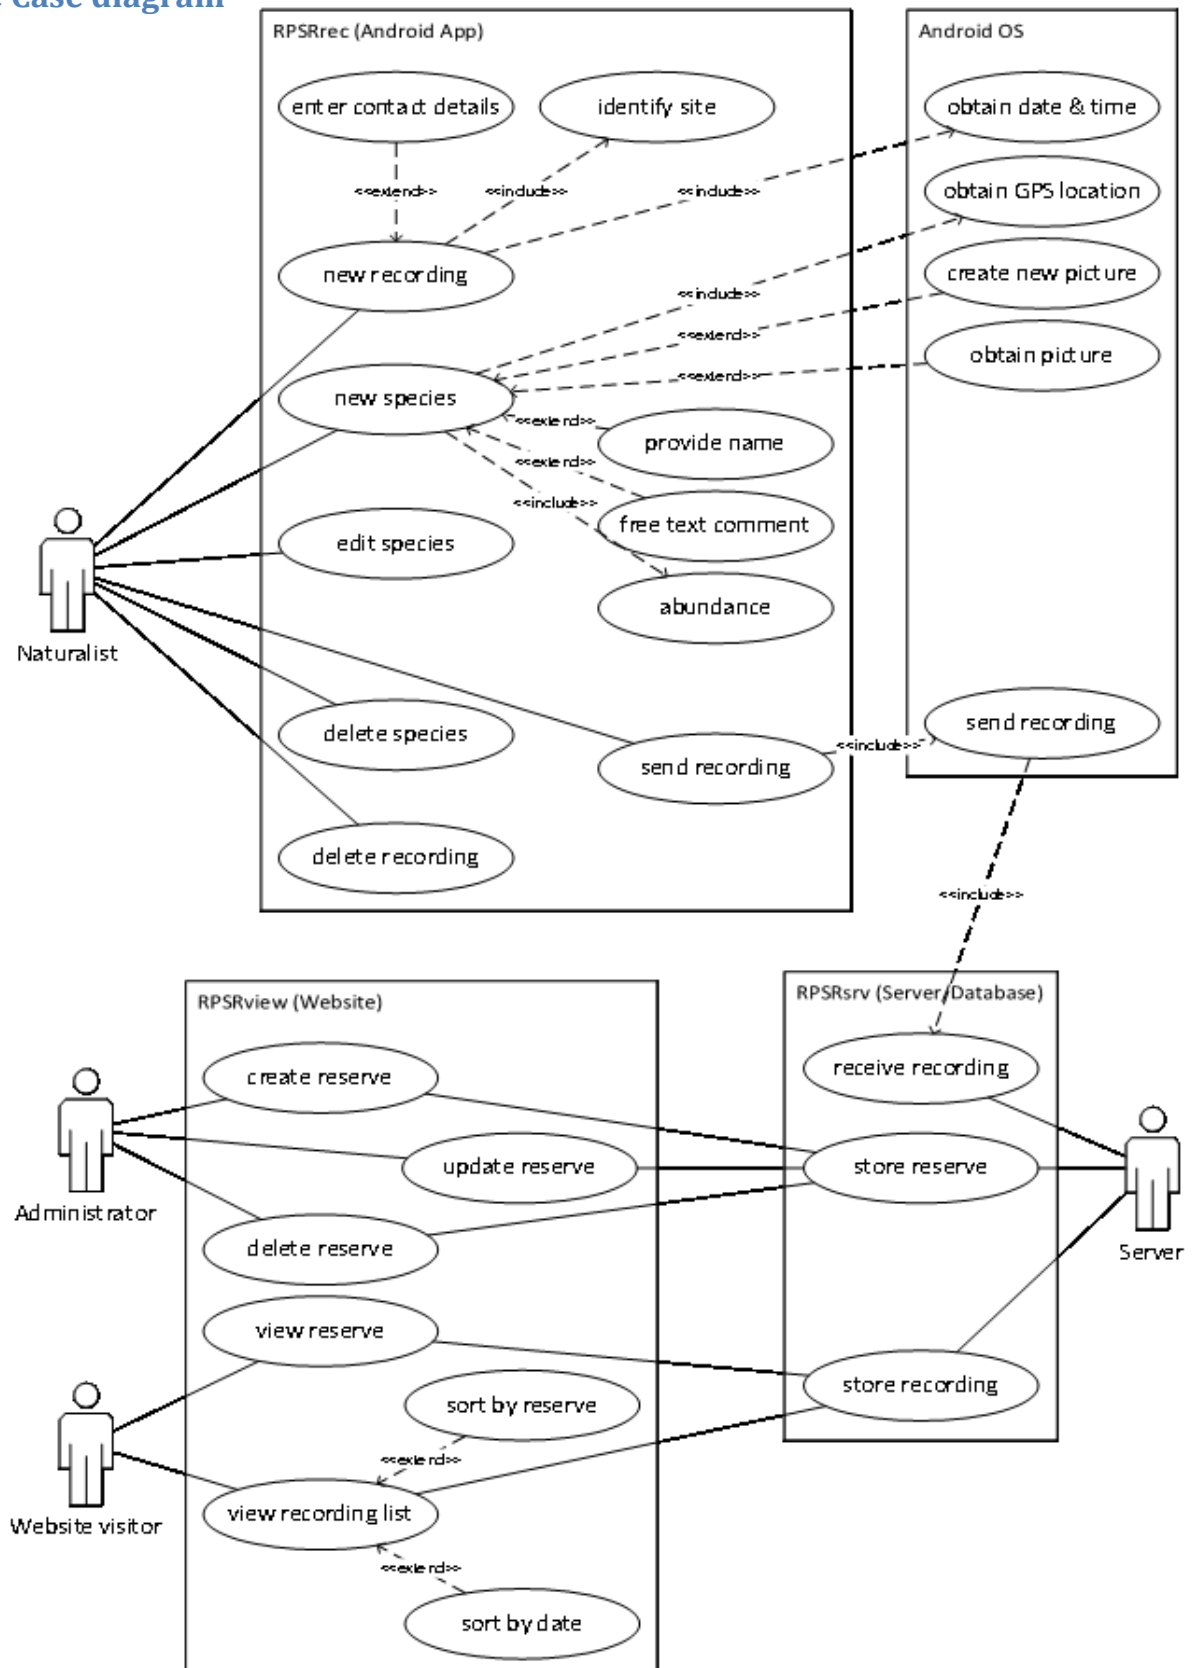 Case diagram
RPSRrec (Android App)
Android OS
enter contact details
identify site
obtain date & time
<<extend>>
<<include>>
<<include>>
obtain GPS location
new recording
create new picture
<<include>>
<<extend>>
obtain picture
<<extend>>
new species
<<extend>>
provide name
<<extend>>
<<include>>
free text comment
edit species
abundance
Naturalist
send recording
delete species
<<include>>
send recording
delete recording
<<include>>
RPSRview (Website)
RPSRsrv (Server/Database)
create reserve
receive recording
update reserve
store reserve
Administrator
delete reserve
Server
view reserve
sort by reserve
store recording
<<extend>>
view recording list
Website visitor
<<extend>>
sort by date